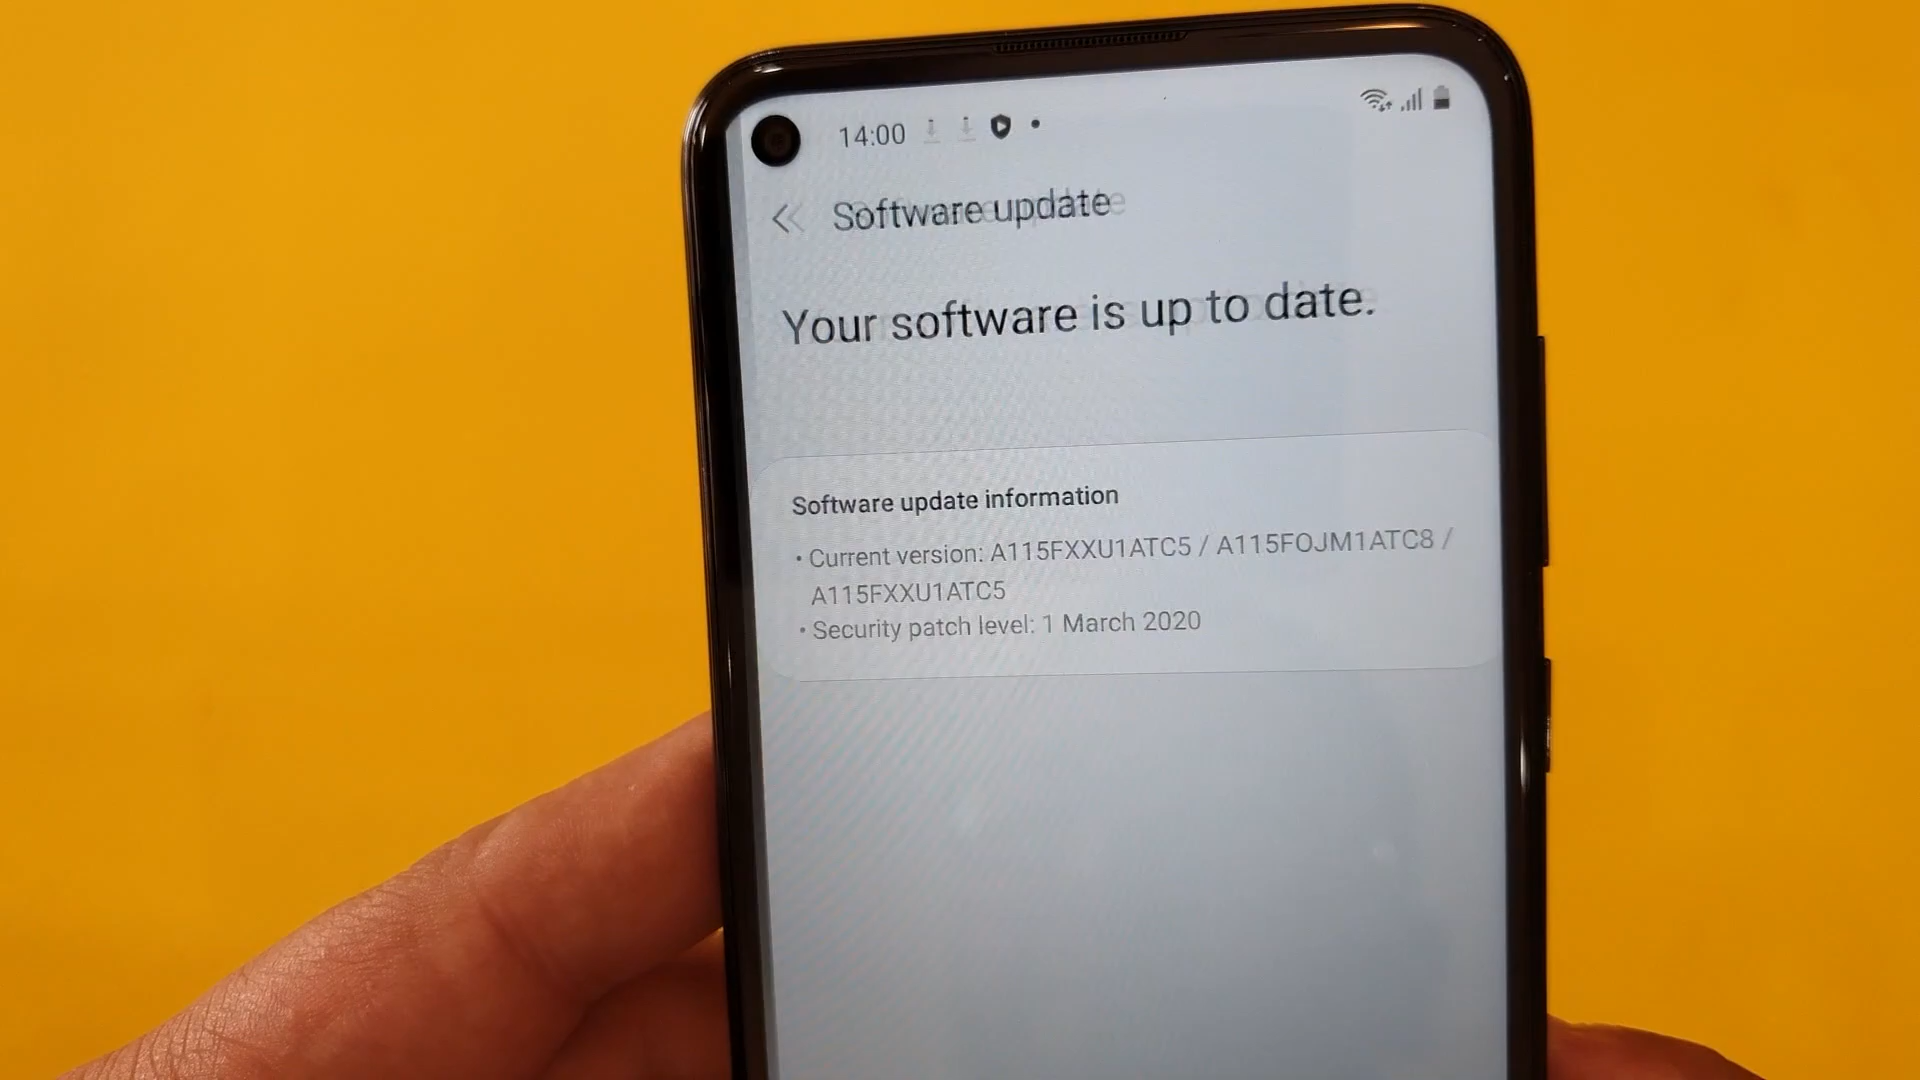 14:00
Software update
Your software is up to date.
Software update information
• Current version: A115FXXU1ATC5 / A115FOJM1ATC8 /
A115FXXU1ATC5
• Security patch level: 1 March 2020